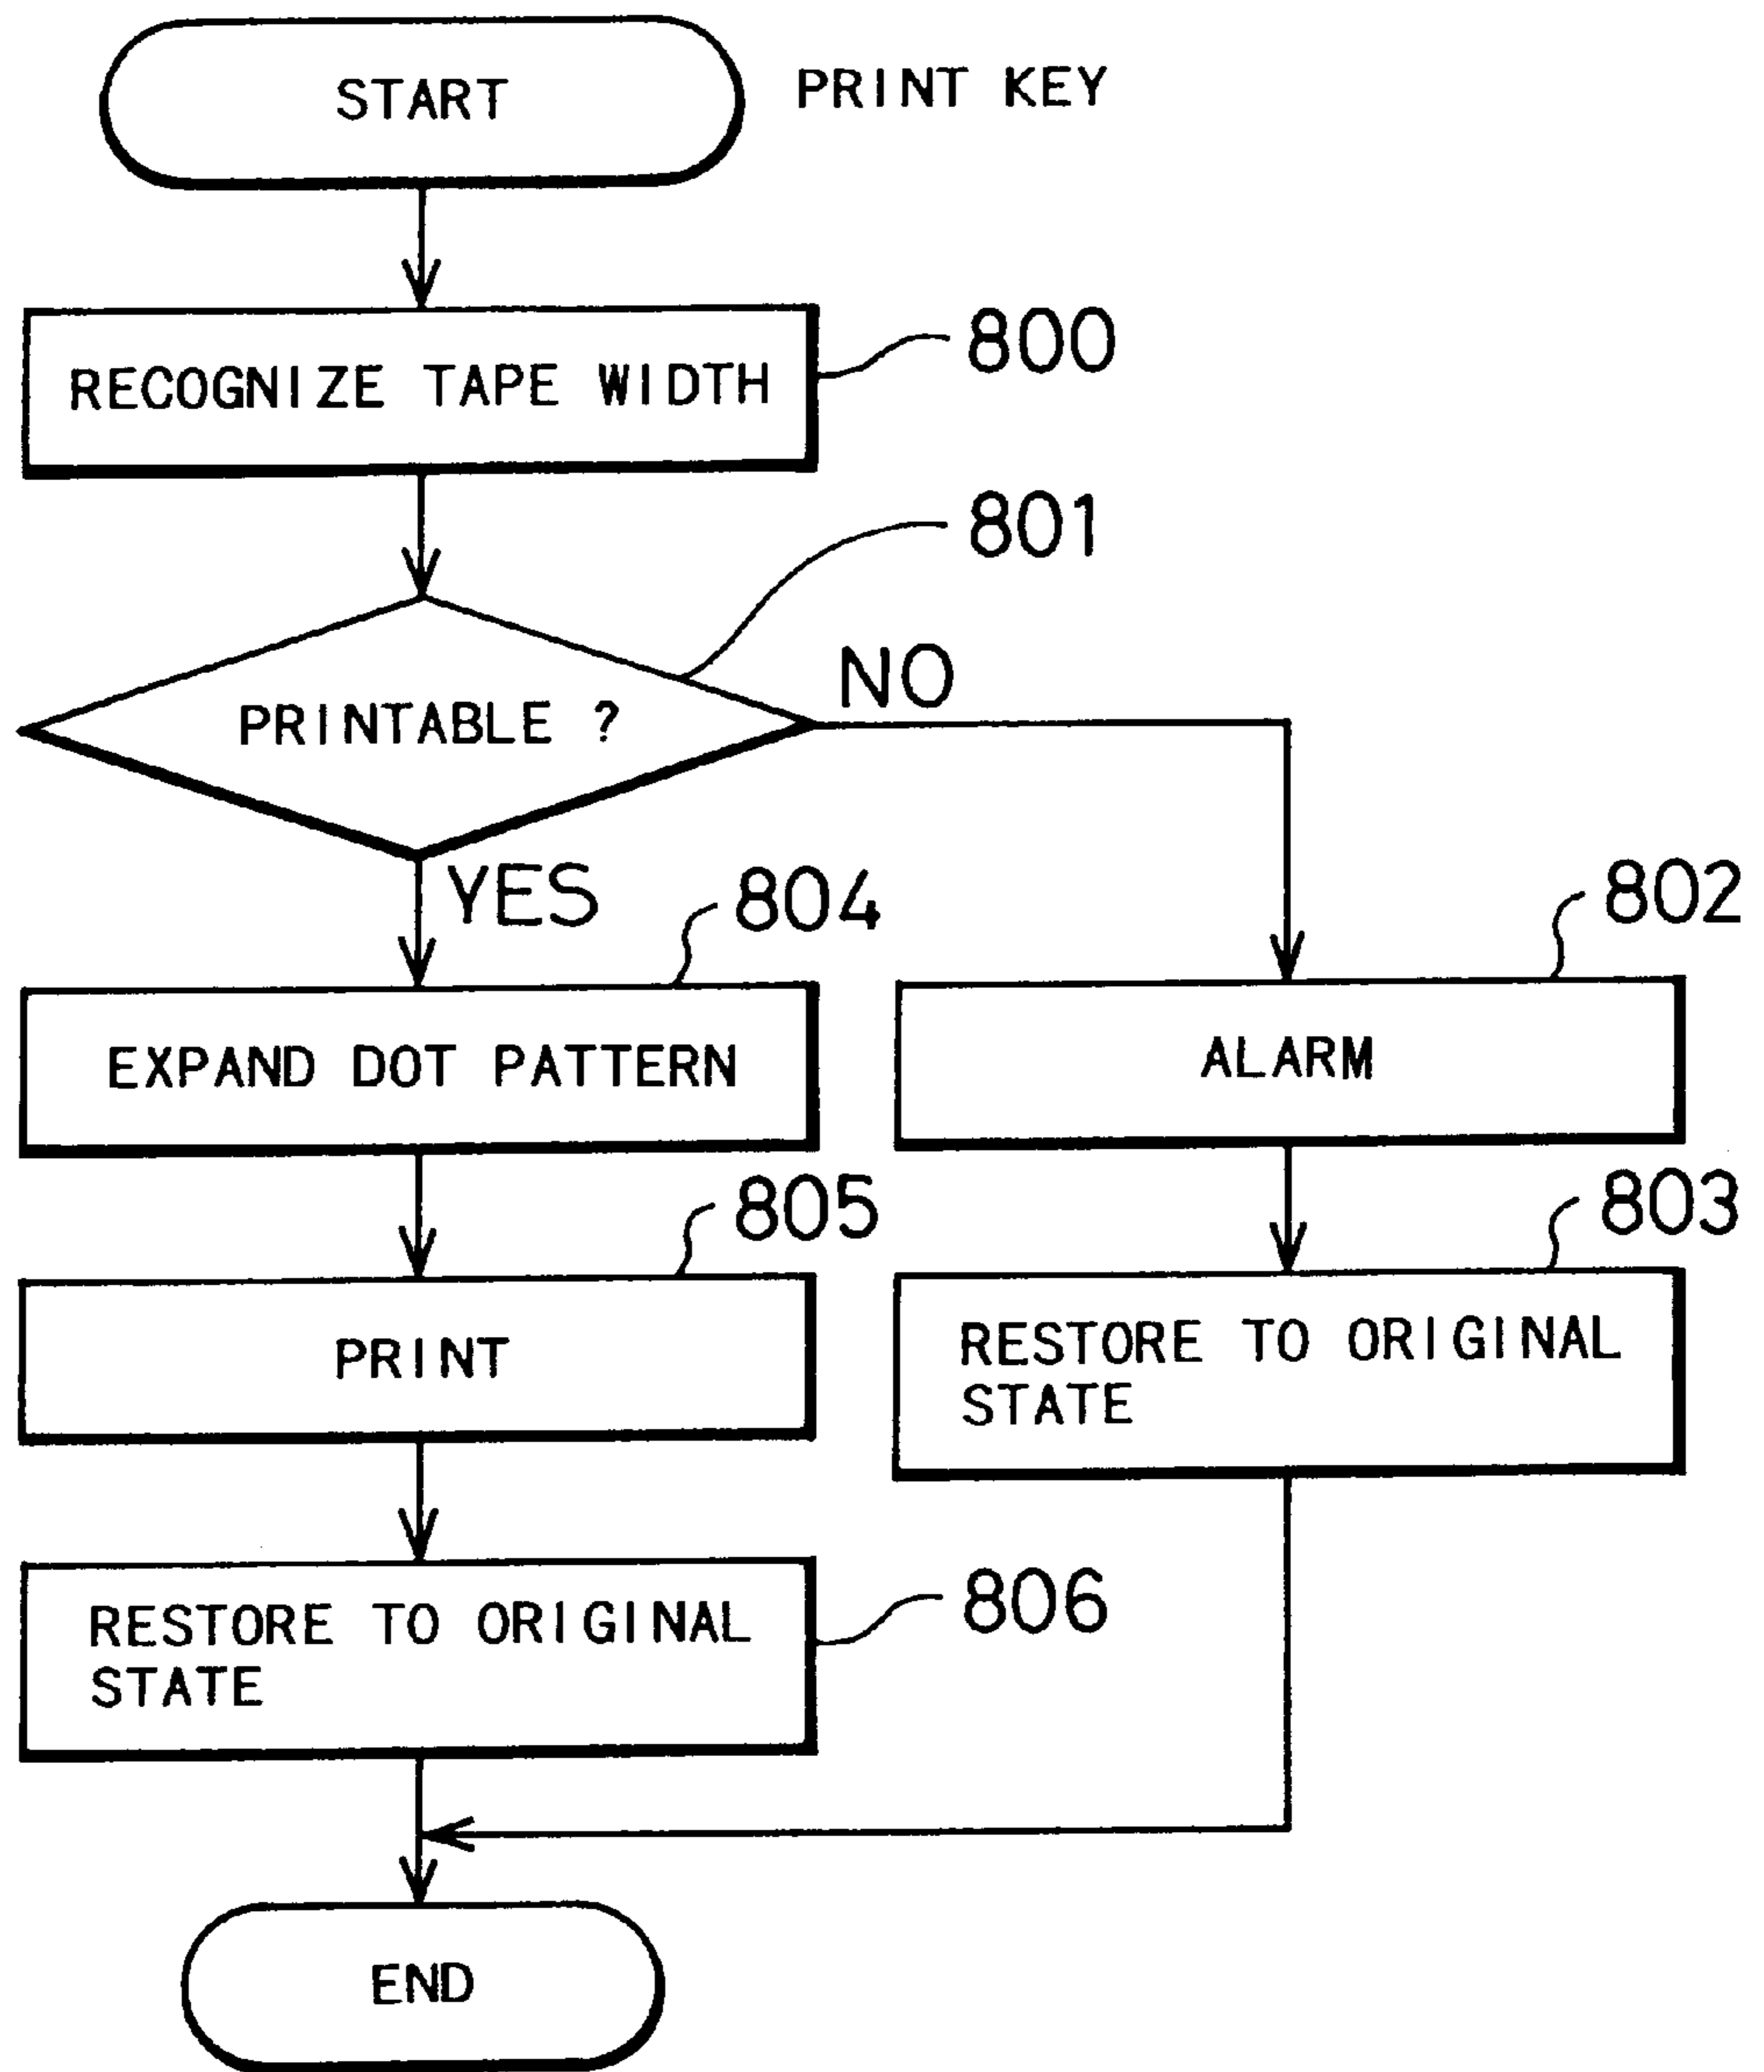 START
PRINT KEY
RECOGNIZE TAPE WIDTH
800
801
PRINTABLE ?
NO
YES
804
802
EXPAND DOT PATTERN
ALARM
805
803
PRINT
RESTORE TO ORIGINAL
STATE
RESTORE TO ORIGINAL
STATE
806
END